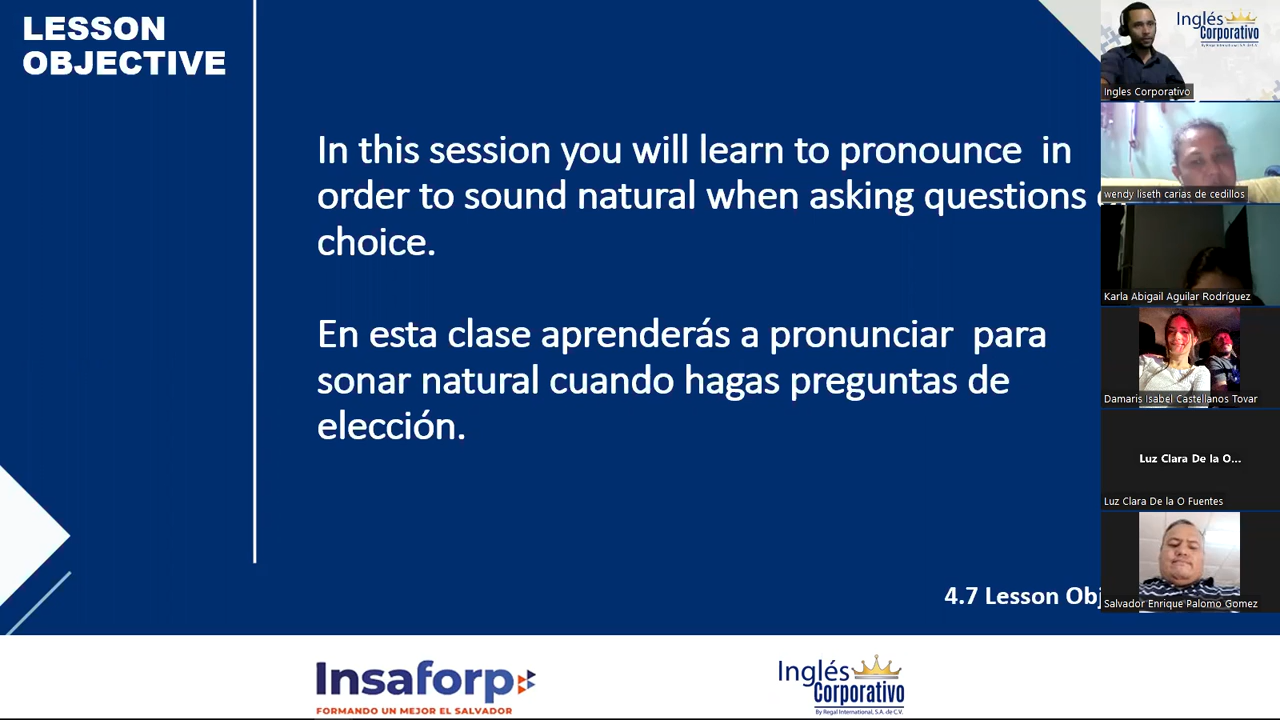 LESSON
OBJECTIVE
In this session you will learn to pronounce  in
order to sound natural when asking questions
choice.
En esta clase aprenderás a pronunciar  para
sonar natural cuando hagas preguntas de
elección.
4.7 Lesson Obj
Insaforp
FORMANDO UN MEJOR EL SALVADOR
Inglés
Corporativo
By Regal International, S.A. de C.V.
Inglés
Corporativo
By Regal International, S.A. de C.V.
Ingles Corporativo
wendy liseth carias de cedillos
Karla Abigail Aguilar Rodríguez
Damaris Isabel Castellanos Tovar
Luz Clara De la O...
Luz Clara De la O Fuentes
Salvador Enrique Palomo Gomez